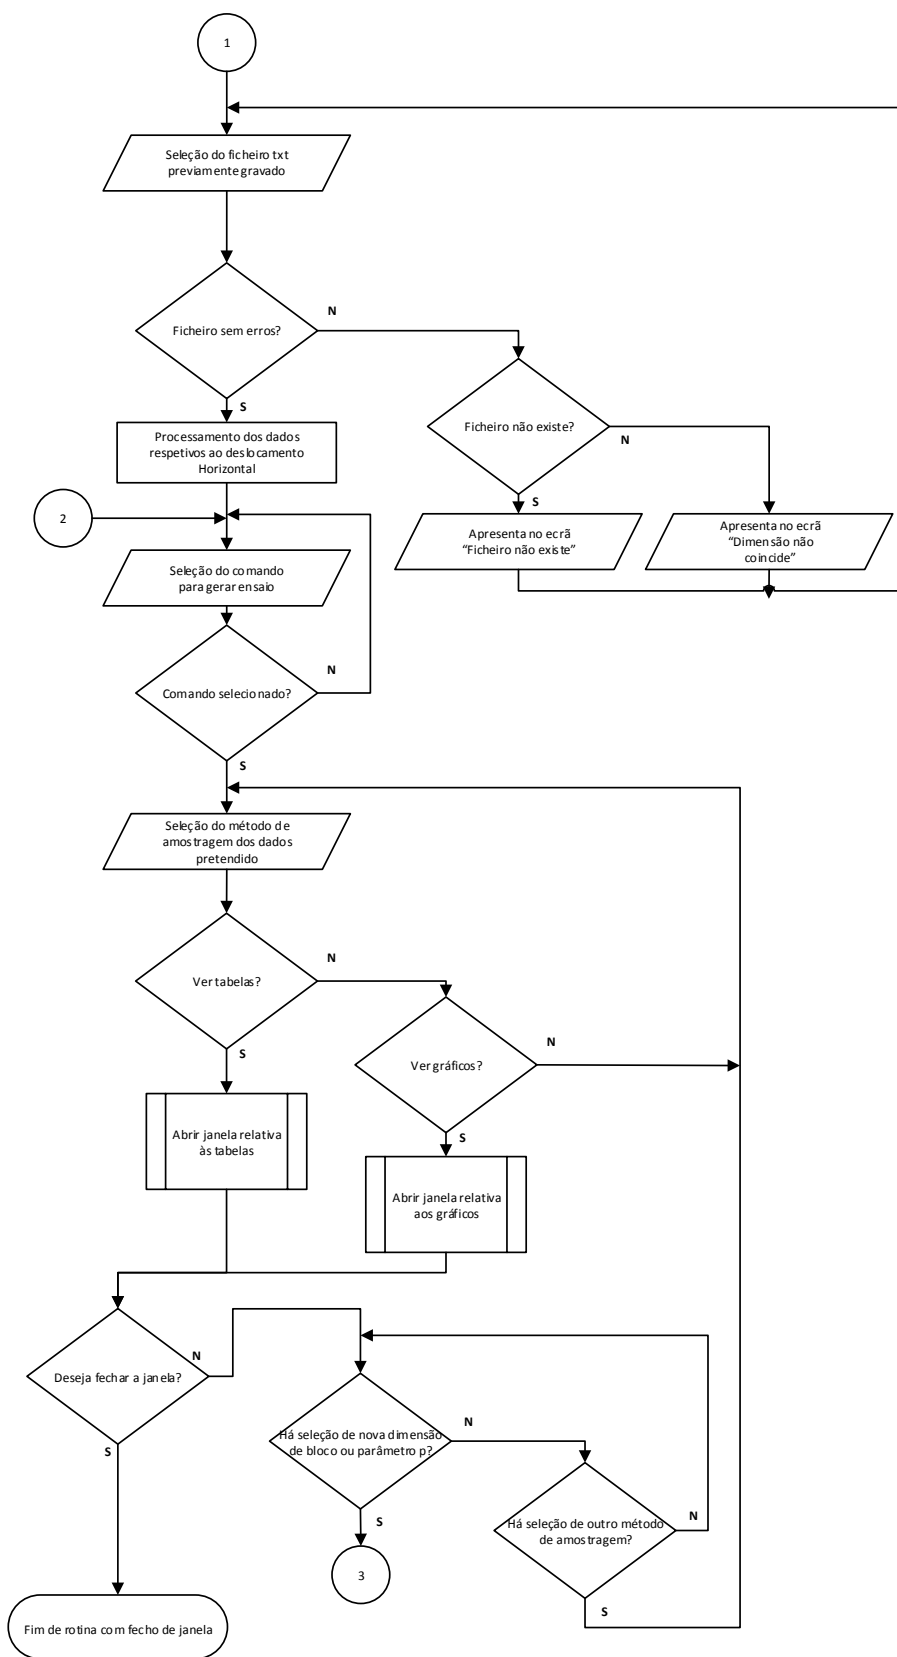 1
Seleção do ficheiro txt
previamente gravado
Ficheiro sem erros?
N
S
Ficheiro não existe?
N
S
Processamento dos dados
respetivos ao deslocamento
Horizontal
2
Apresenta no ecrã
“Ficheiro não existe”
Apresenta no ecrã
“Dimensão não
coincide”
Seleção do comando
para gerar ensaio
Comando selecionado?
N
S
Seleção do método de
amostragem dos dados
pretendido
Ver tabelas?
N
S
Ver gráficos?
N
S
Abrir janela relativa
às tabelas
Abrir janela relativa
aos gráficos
Deseja fechar a janela?
N
S
Há seleção de nova dimensão
de bloco ou parâmetro p?
N
S
Há seleção de outro método
de amostragem?
N
S
3
Fim de rotina com fecho de janela